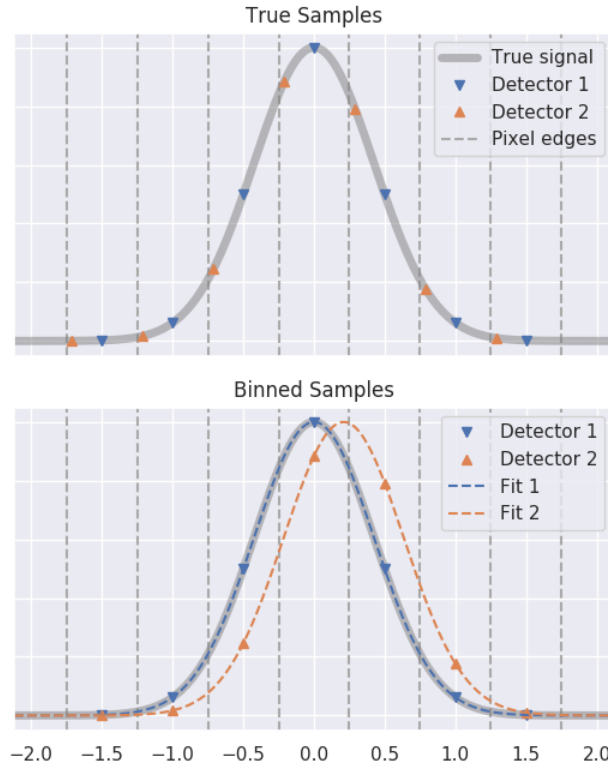 True Samples
True signal
Detector 1
Detector 2
Pixel edges
Binned Samples
Detector 1
Detector 2
Fit 1
Fit 2
−2.0 −1.5 −1.0 −0.5 0.0 0.5 1.0 1.5 2.0